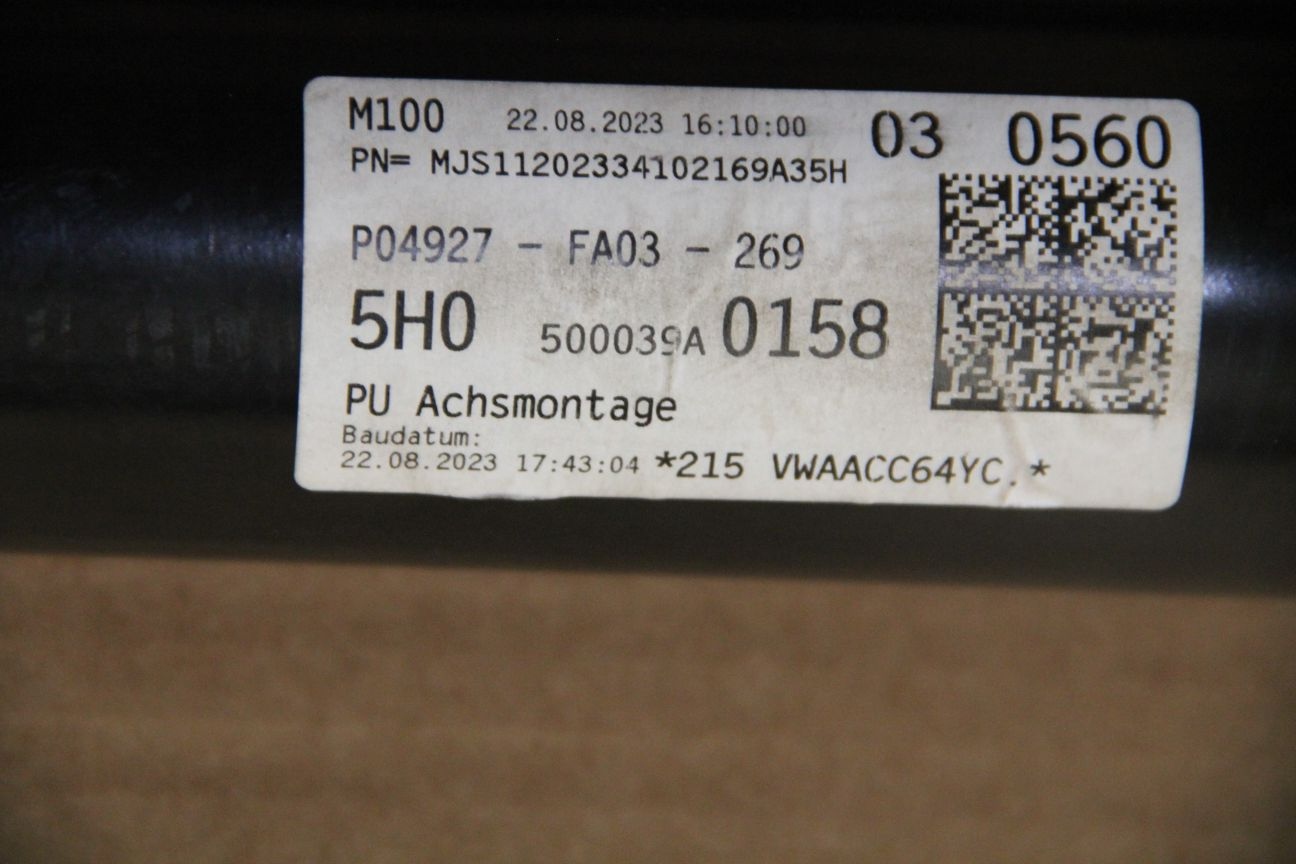 M100 22.08.2023 16:10:00 03 0560
PN= MJS11202334102169A35H
P04927 - FA03 - 269
5H0 500039A 0158
PU Achsmontage
Baudatum:
22.08.2023 17:43:04 *215 VWAACC64YC.*